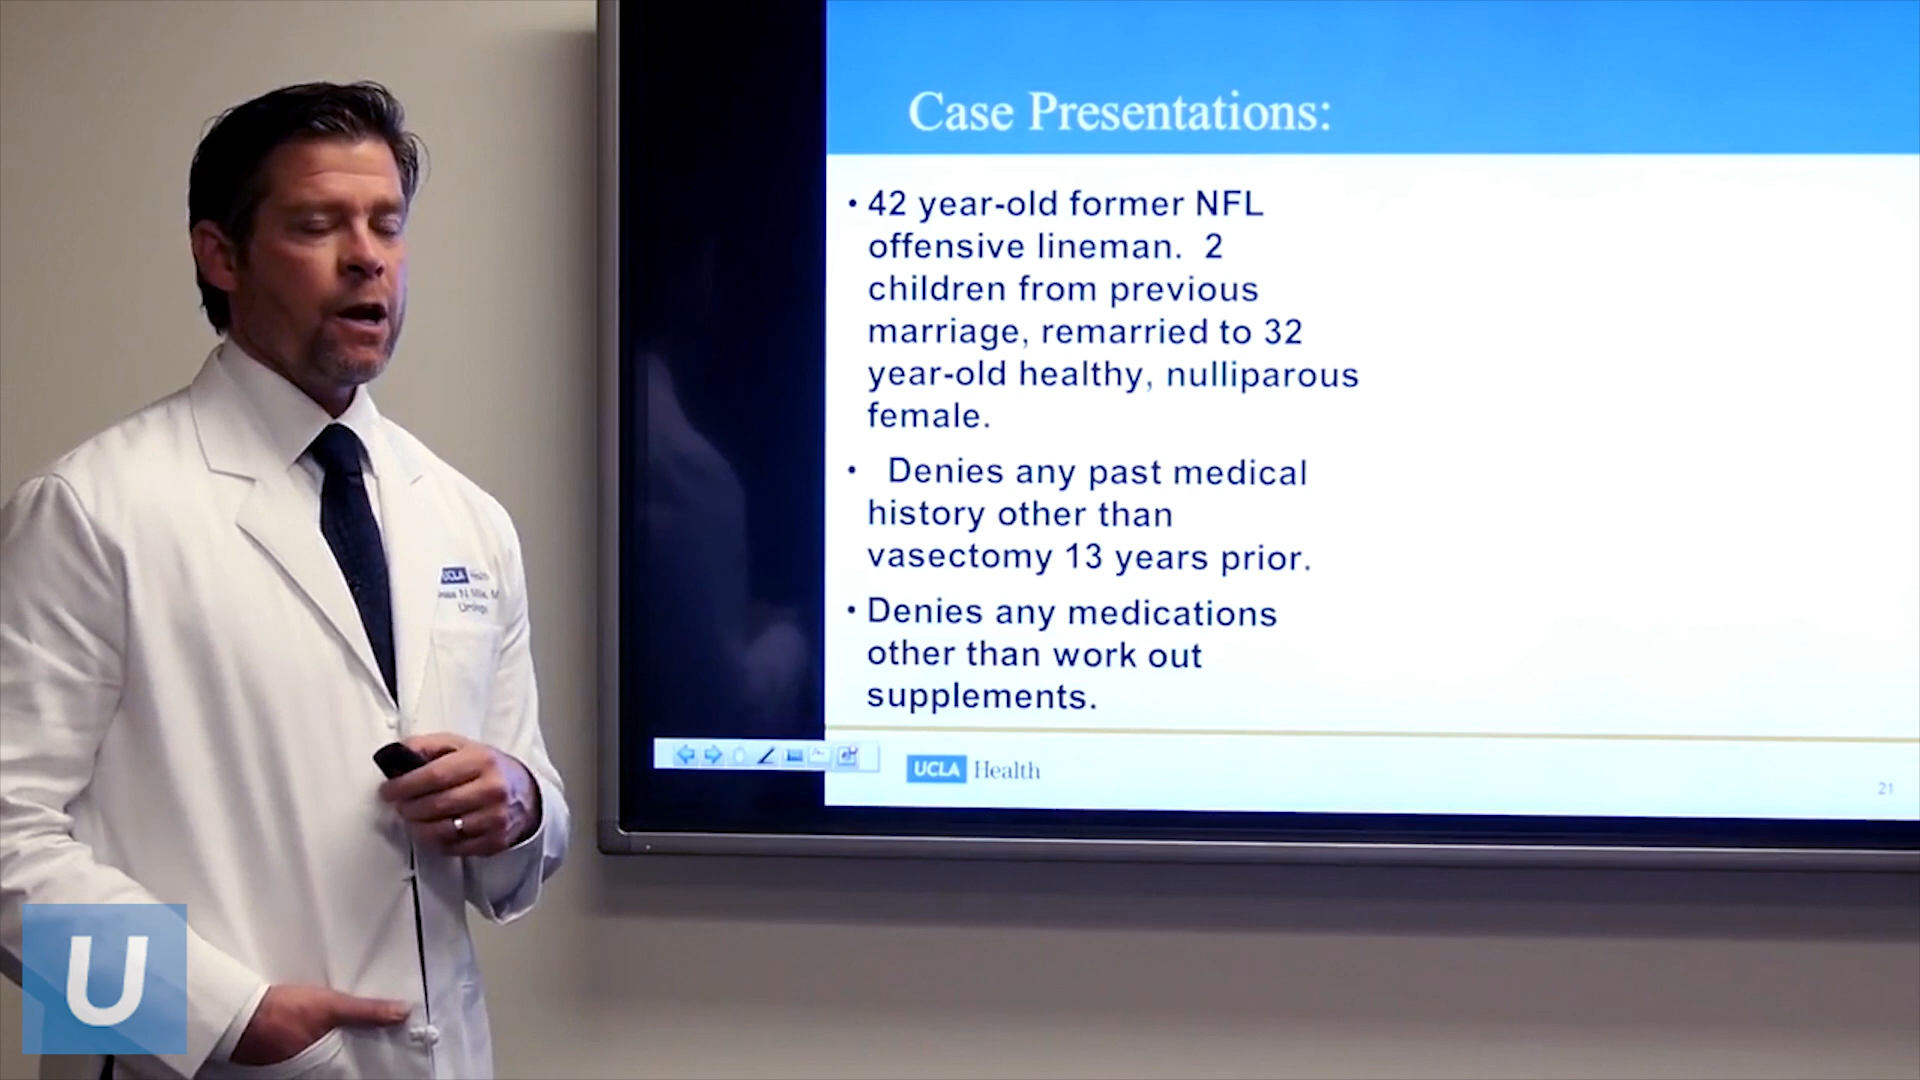 Case Presentations:
• 42 year-old former NFL
offensive lineman. 2
children from previous
marriage, remarried to 32
year-old healthy, nulliparous
female.
• Denies any past medical
history other than
vasectomy 13 years prior.
• Denies any medications
other than work out
supplements.
UCLA Health
21
UCLA Health
Urology
U